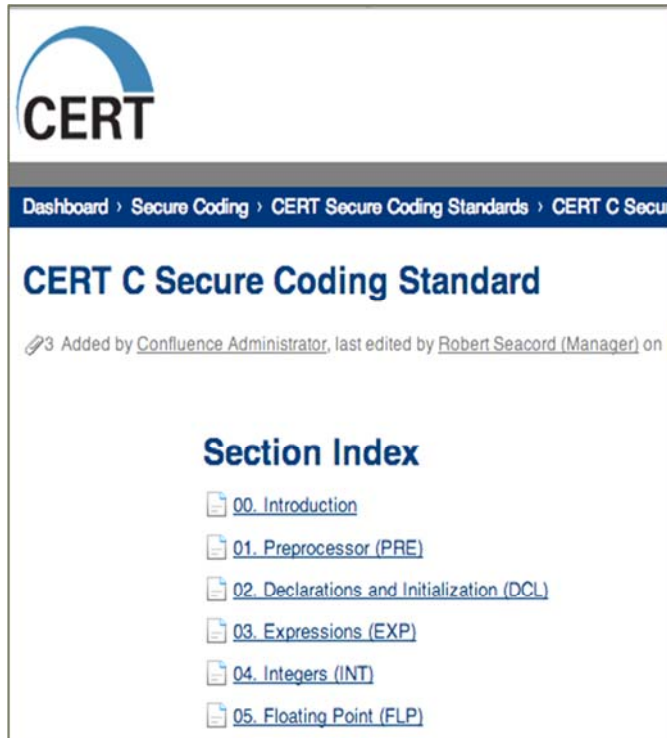 CERT
Dashboard › Secure Coding › CERT Secure Coding Standards › CERT C Secu
CERT C Secure Coding Standard
3 Added by Confluence Administrator, last edited by Robert Seacord (Manager) on
Section Index
00. Introduction
01. Preprocessor (PRE)
02. Declarations and Initialization (DCL)
03. Expressions (EXP)
04. Integers (INT)
05. Floating Point (FLP)